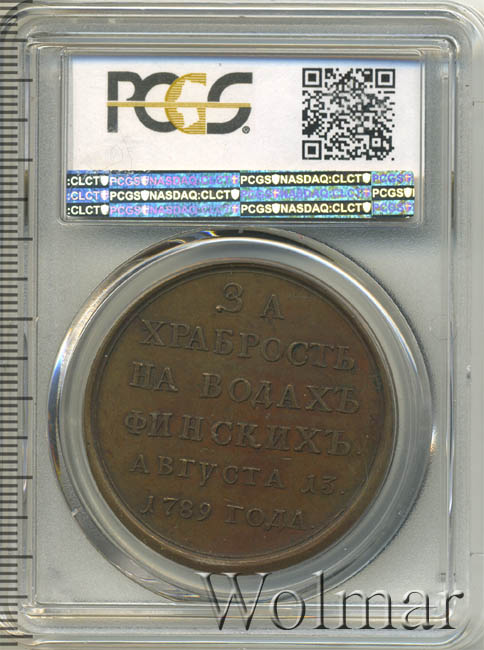 PCGS
:CLCT PCGS NASDAQ:CLCT PCGS NASDAQ:CLCT PCGS
:CLCT PCGS NASDAQ:CLCT PCGS NASDAQ:CLCT PCGS
:CLCT PCGS NASDAQ:CLCT PCGS NASDAQ:CLCT PCGS
ЗА
ХРАБРОСТЬ
НА ВОДАХЪ
ФИНСКИХЪ.
АВГУСТА 13.
1789 ГОДА.
Wolmar